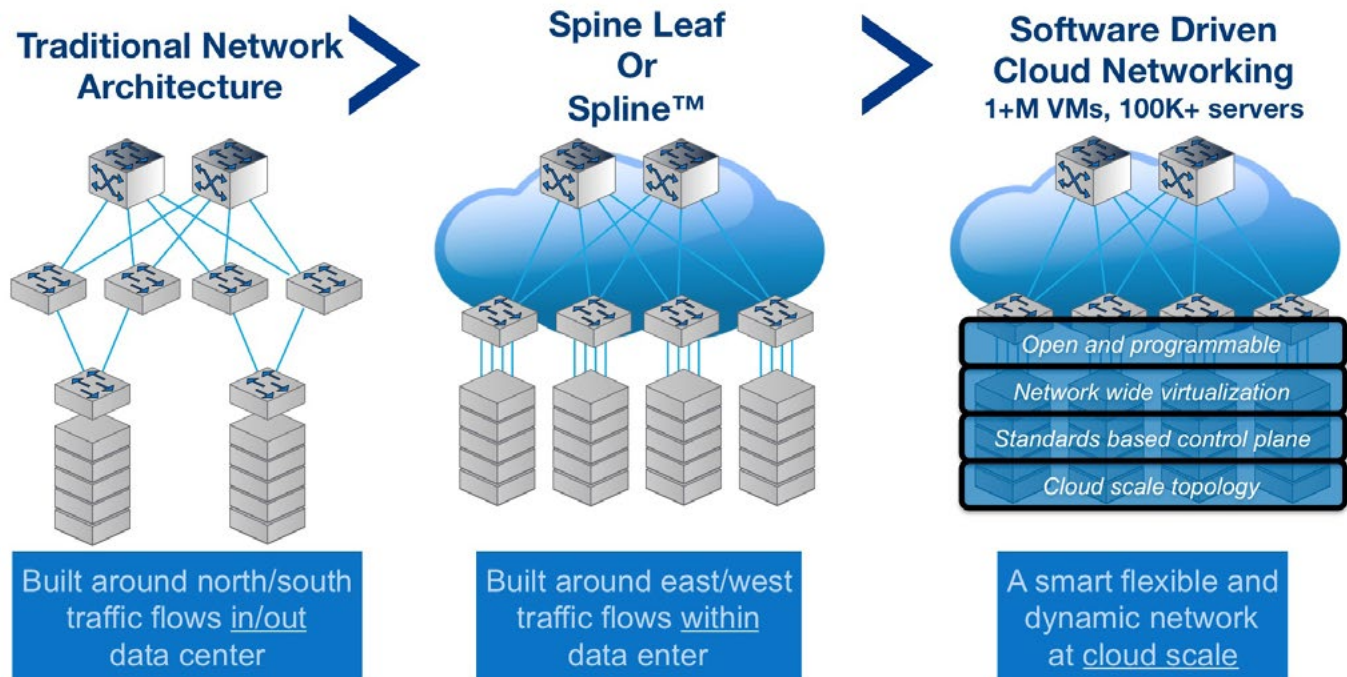 Traditional Network
Architecture
Spine Leaf
Or
Spline™
Software Driven
Cloud Networking
1+M VMs, 100K+ servers
Open and programmable
Network wide virtualization
Standards based control plane
Cloud scale topology
Built around north/south
traffic flows in/out
data center
Built around east/west
traffic flows within
data enter
A smart flexible and
dynamic network
at cloud scale